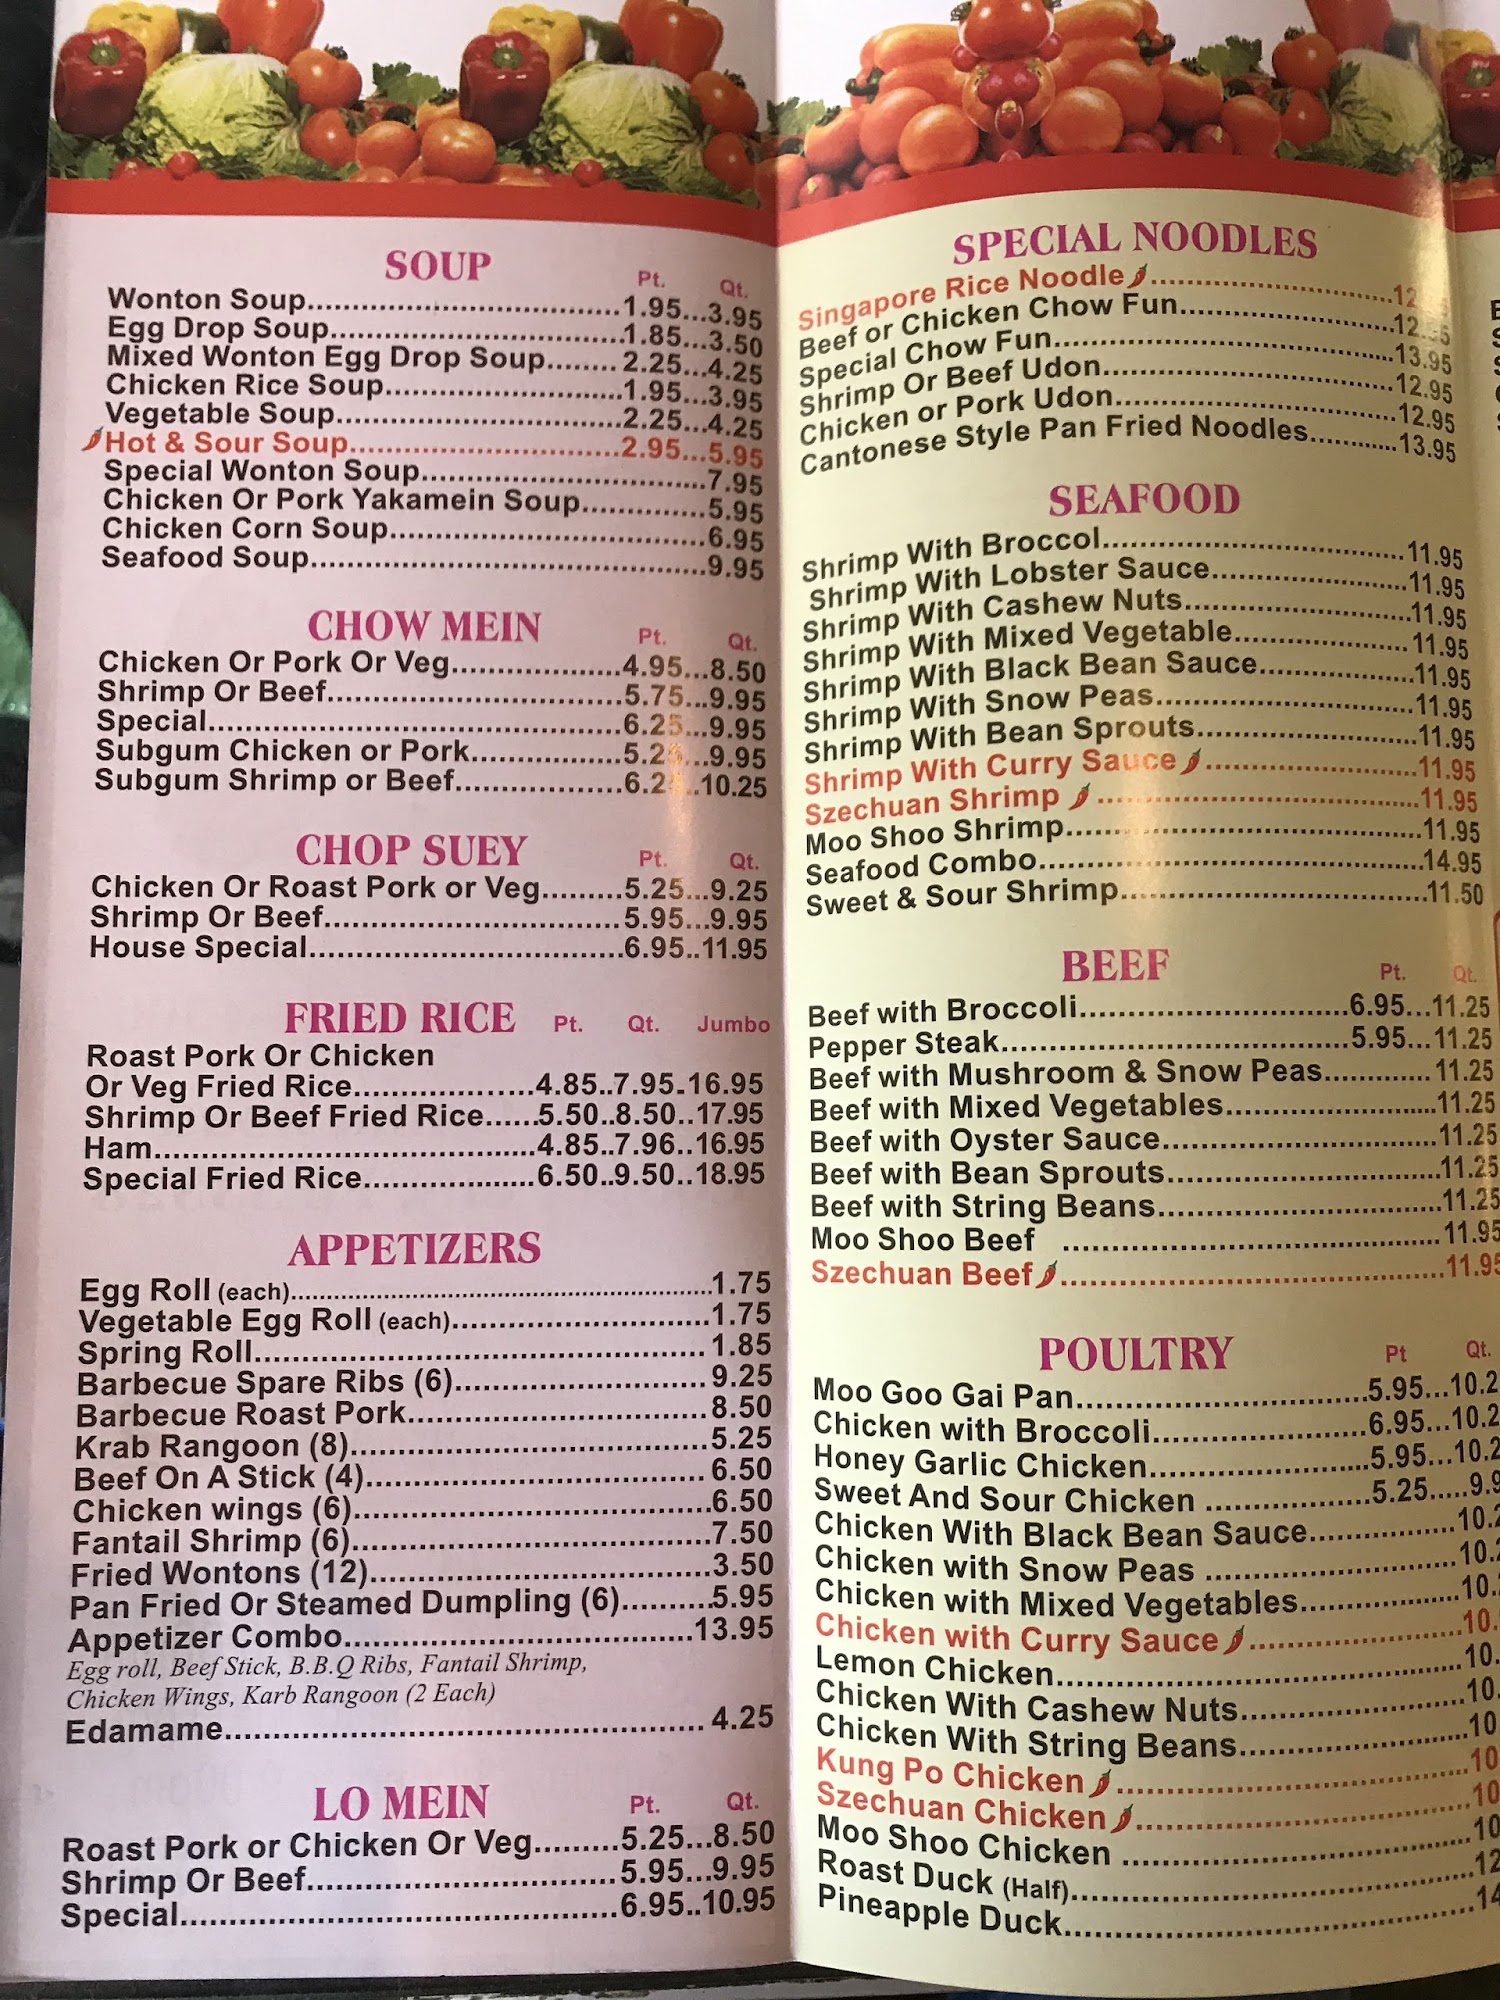 SOUP
Pt. Qt.
Wonton Soup 1.95 3.95
Egg Drop Soup 1.85 3.50
Mixed Wonton Egg Drop Soup 2.25 4.25
Chicken Rice Soup 1.95 3.95
Vegetable Soup 2.25 4.25
Hot & Sour Soup 2.95 5.95
Special Wonton Soup 7.95
Chicken Or Pork Yakamein Soup 5.95
Chicken Corn Soup 6.95
Seafood Soup 9.95
CHOW MEIN Pt. Qt.
Chicken Or Pork Or Veg 4.95 8.50
Shrimp Or Beef 5.75 9.95
Special 6.25 9.95
Subgum Chicken or Pork 9.95
Subgum Shrimp or Beef 10.25
CHOP SUEY Pt. Qt.
Chicken Or Roast Pork or Veg 5.25 9.25
Shrimp Or Beef 5.95 9.95
House Special 6.95 11.95
FRIED RICE Pt. Qt. Jumbo
Roast Pork Or Chicken
Or Veg Fried Rice 4.85 7.95 16.95
Shrimp Or Beef Fried Rice 5.50 8.50 17.95
Ham 4.85 7.96 16.95
Special Fried Rice 6.50 9.50 18.95
APPETIZERS
Egg Roll (each) 1.75
Vegetable Egg Roll (each) 1.75
Spring Roll 1.85
Barbecue Spare Ribs (6) 9.25
Barbecue Roast Pork 8.50
Krab Rangoon (8) 5.25
Beef On A Stick (4) 6.50
Chicken wings (6) 6.50
Fantail Shrimp (6) 7.50
Fried Wontons (12) 3.50
Pan Fried Or Steamed Dumpling (6) 5.95
Appetizer Combo 13.95
Egg roll, Beef Stick, B.B.Q Ribs, Fantail Shrimp,
Chicken Wings, Karb Rangoon (2 Each)
Edamame 4.25
LO MEIN Pt. Qt.
Roast Pork or Chicken Or Veg 5.25 8.50
Shrimp Or Beef 5.95 9.95
Special 6.95 10.95
SPECIAL NOODLES
Singapore Rice Noodle
Beef or Chicken Chow Fun
Special Chow Fun 13.95
Shrimp Or Beef Udon 12.95
Chicken or Pork Udon 12.95
Cantonese Style Pan Fried Noodles 13.95
SEAFOOD
Shrimp With Broccol 11.95
Shrimp With Lobster Sauce 11.95
Shrimp With Cashew Nuts 11.95
Shrimp With Mixed Vegetable 11.95
Shrimp With Black Bean Sauce 11.95
Shrimp With Snow Peas 11.95
Shrimp With Bean Sprouts 11.95
Shrimp With Curry Sauce 11.95
Szechuan Shrimp 11.95
Moo Shoo Shrimp 11.95
Seafood Combo 14.95
Sweet & Sour Shrimp 11.50
BEEF Pt. Qt.
Beef with Broccoli 6.95 11.25
Pepper Steak 5.95 11.25
Beef with Mushroom & Snow Peas 11.25
Beef with Mixed Vegetables 11.25
Beef with Oyster Sauce 11.25
Beef with Bean Sprouts 11.25
Beef with String Beans 11.25
Moo Shoo Beef 11.95
Szechuan Beef 11.95
POULTRY Pt Qt.
Moo Goo Gai Pan 5.95
Chicken with Broccoli 6.95
Honey Garlic Chicken 5.95
Sweet And Sour Chicken 5.25
Chicken With Black Bean Sauce
Chicken with Snow Peas
Chicken with Mixed Vegetables
Chicken with Curry Sauce
Lemon Chicken
Chicken With Cashew Nuts
Chicken With String Beans
Kung Po Chicken
Szechuan Chicken
Moo Shoo Chicken
Roast Duck (Half)
Pineapple Duck